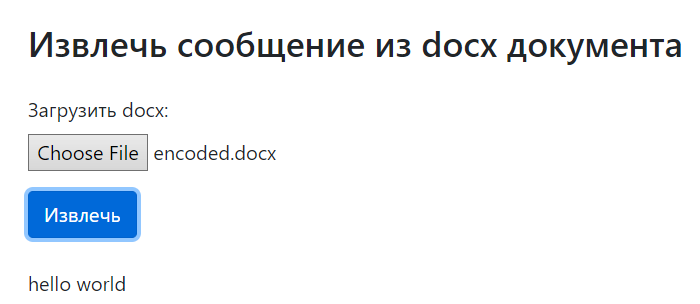 Извлечь сообщение из docx документа
Загрузить docx:
Choose File encoded.docx
Извлечь
hello world